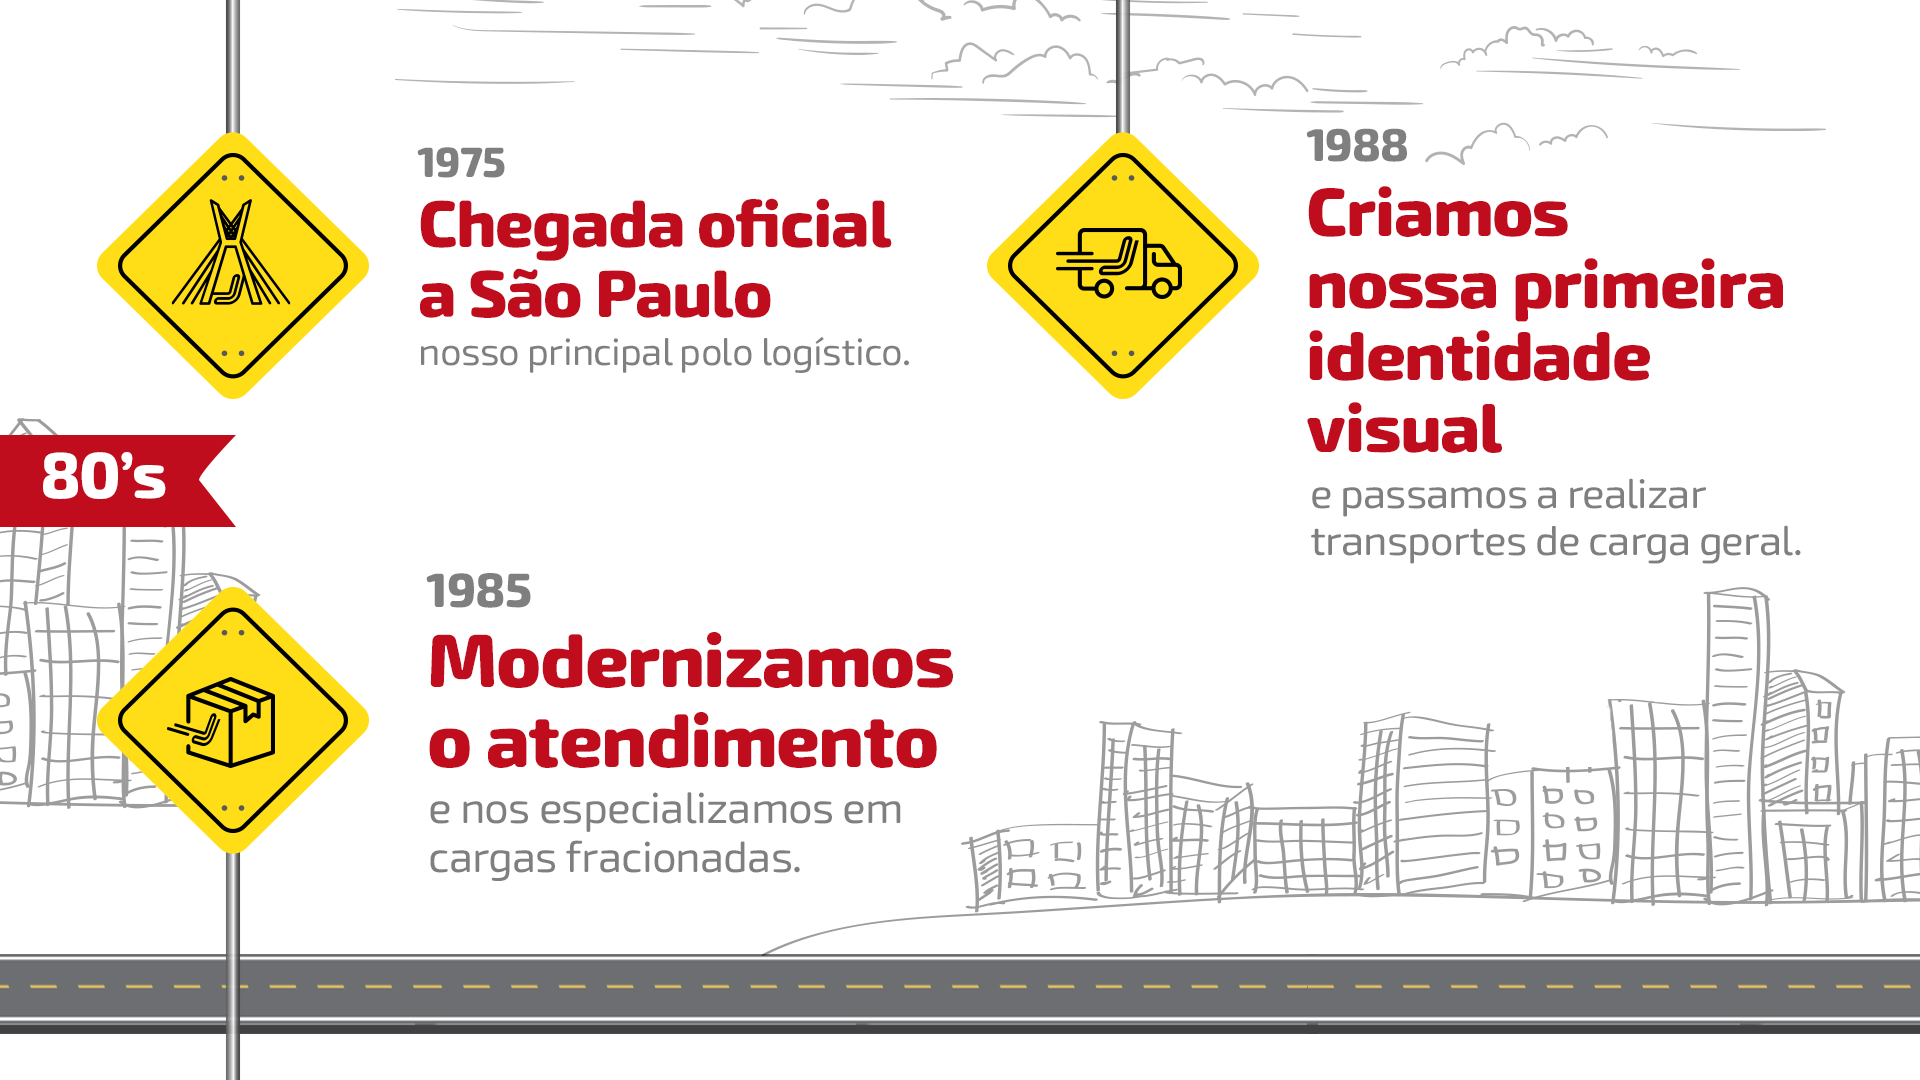 1975
Chegada oficial
a São Paulo
nosso principal polo logístico.
80's
1985
Modernizamos
o atendimento
e nos especializamos em
cargas fracionadas.
1988
Criamos
nossa primeira
identidade
visual
e passamos a realizar
transportes de carga geral.